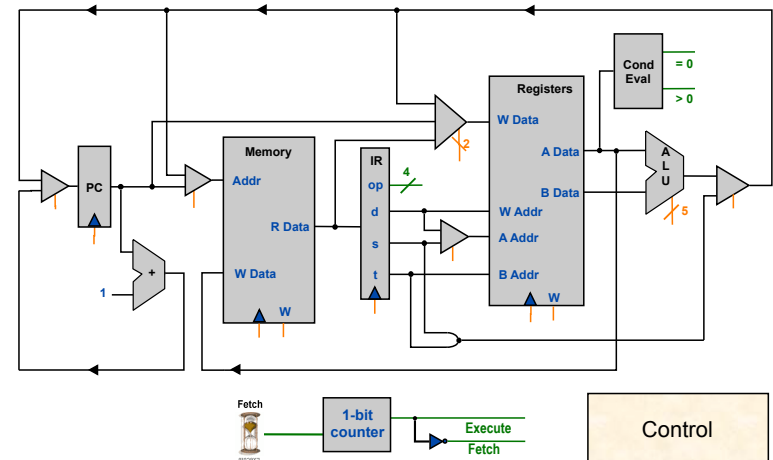 Cond
Eval
= 0
> 0
Registers
W Data
2
A Data
B Data
W Addr
A Addr
B Addr
W
A
L
U
5
Memory
Addr
R Data
W Data
W
IR
op
4
d
s
t
PC
+
1
Fetch
1-bit
counter
Execute
Fetch
Control